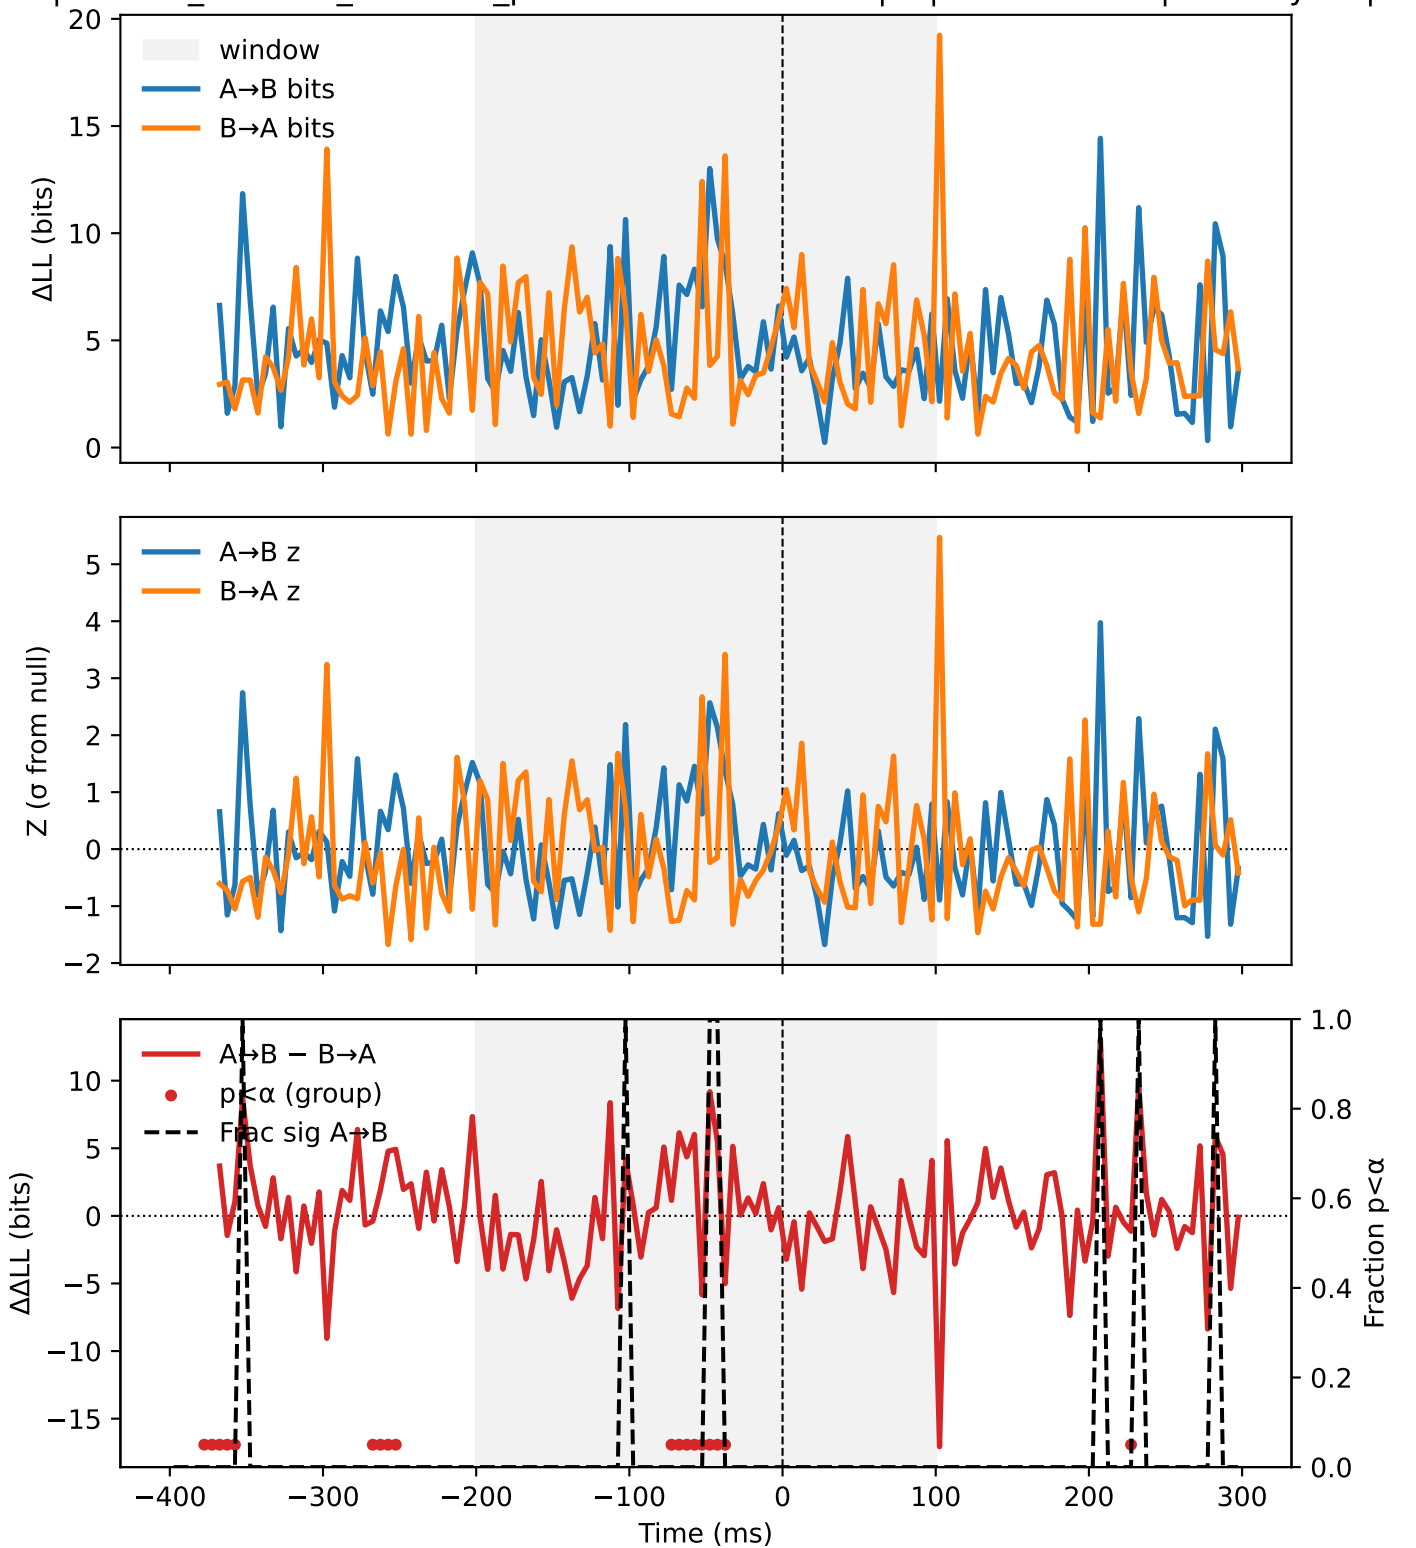 20
15
10
5
0
ΔLL (bits)
window
A→B bits
B→A bits
5
4
3
2
1
0
−1
−2
Z (σ from null)
A→B z
B→A z
10
5
0
−5
−10
−15
ΔΔLL (bits)
A→B − B→A
p<α (group)
Frac sig A→B
1.0
0.8
0.6
0.4
0.2
0.0
Fraction p<α
−400
−300
−200
−100
0
100
200
300
Time (ms)